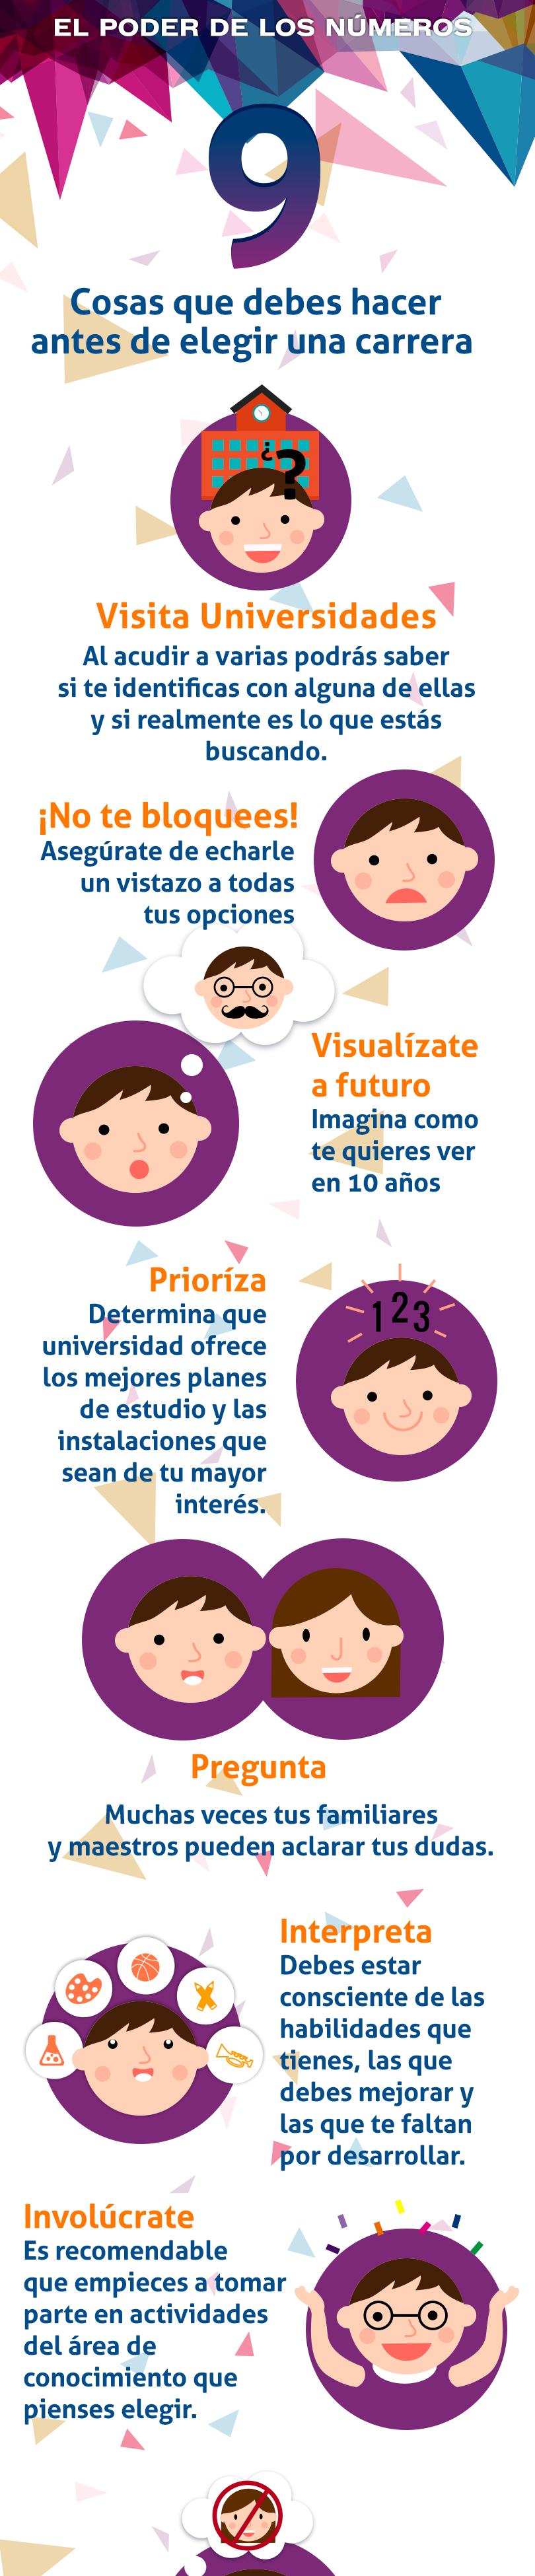 EL PODER DE LOS NÚMEROS
9
Cosas que debes hacer
antes de elegir una carrera
¿?
Visita Universidades
Al acudir a varias podrás saber
si te identificas con alguna de ellas
y si realmente es lo que estás
buscando.
¡No te bloquees!
Asegúrate de echarle
un vistazo a todas
tus opciones
Visualízate
a futuro
Imagina como
te quieres ver
en 10 años
Prioríza
Determina que
universidad ofrece
los mejores planes
de estudio y las
instalaciones que
sean de tu mayor
interés.
1 2 3
Pregunta
Muchas veces tus familiares
y maestros pueden aclarar tus dudas.
Interpreta
Debes estar
consciente de las
habilidades que
tienes, las que
debes mejorar y
las que te faltan
por desarrollar.
Involúcrate
Es recomendable
que empieces a tomar
parte en actividades
del área de
conocimiento que
pienses elegir.